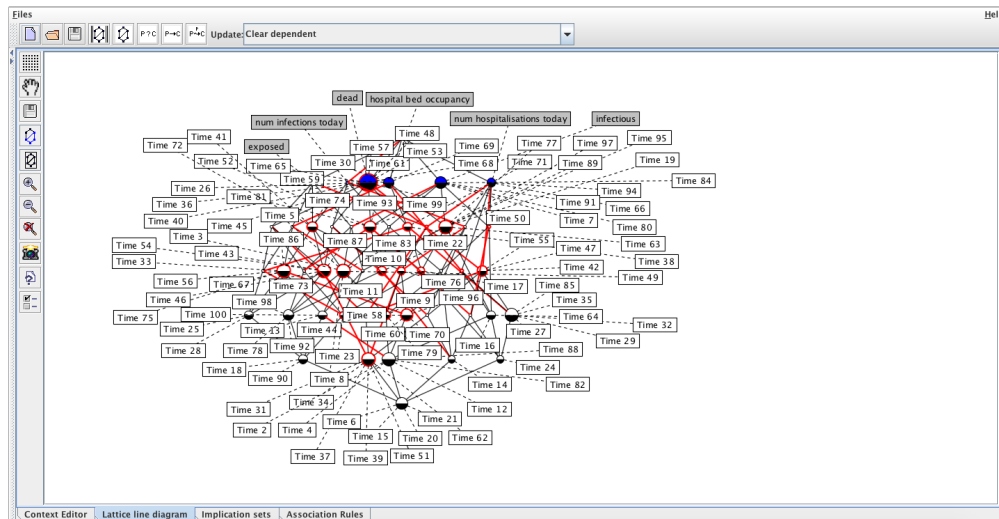 Files
Hel
P?C
P→C
P→C
Update: Clear dependent
dead
hospital bed occupancy
num infections today
num hospitalisations today
infectious
exposed
Time 48
Time 41
Time 72
Time 57
Time 69
Time 77
Time 97
Time 95
Time 53
Time 52
Time 65
Time 30
Time 61
Time 68
Time 71
Time 89
Time 19
Time 59
Time 84
Time 26
Time 81
Time 94
Time 36
Time 74
Time 93
Time 99
Time 91
Time 66
Time 40
Time 5
Time 50
Time 7
Time 80
Time 45
Time 3
Time 86
Time 87
Time 83
Time 22
Time 55
Time 63
Time 54
Time 43
Time 10
Time 47
Time 38
Time 33
Time 42
Time 49
Time 56
Time 67
Time 73
Time 11
Time 76
Time 17
Time 85
Time 46
Time 98
Time 9
Time 96
Time 35
Time 75
Time 100
Time 58
Time 64
Time 32
Time 25
Time 13
Time 44
Time 60
Time 70
Time 27
Time 29
Time 28
Time 78
Time 92
Time 23
Time 79
Time 16
Time 88
Time 18
Time 24
Time 90
Time 8
Time 14
Time 82
Time 31
Time 34
Time 12
Time 2
Time 4
Time 6
Time 21
Time 15
Time 20
Time 62
Time 37
Time 39
Time 51
Context Editor
Lattice line diagram
Implication sets
Association Rules